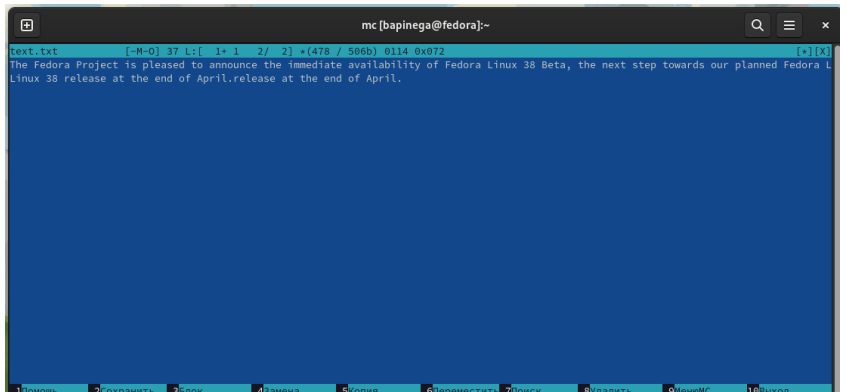 mc [bapinega@fedora]:~
text.txt [-M-O] 37 L:[ 1+ 1 2/ 2] *(478 / 506b) 0114 0x072 [*][X]
The Fedora Project is pleased to announce the immediate availability of Fedora Linux 38 Beta, the next step towards our planned Fedora L
Linux 38 release at the end of April.release at the end of April.
1Помощь 2Сохранить 3Блок 4Замена 5Копия 6Переместить 7Поиск 8Удалить 9МенюMC 10Выход